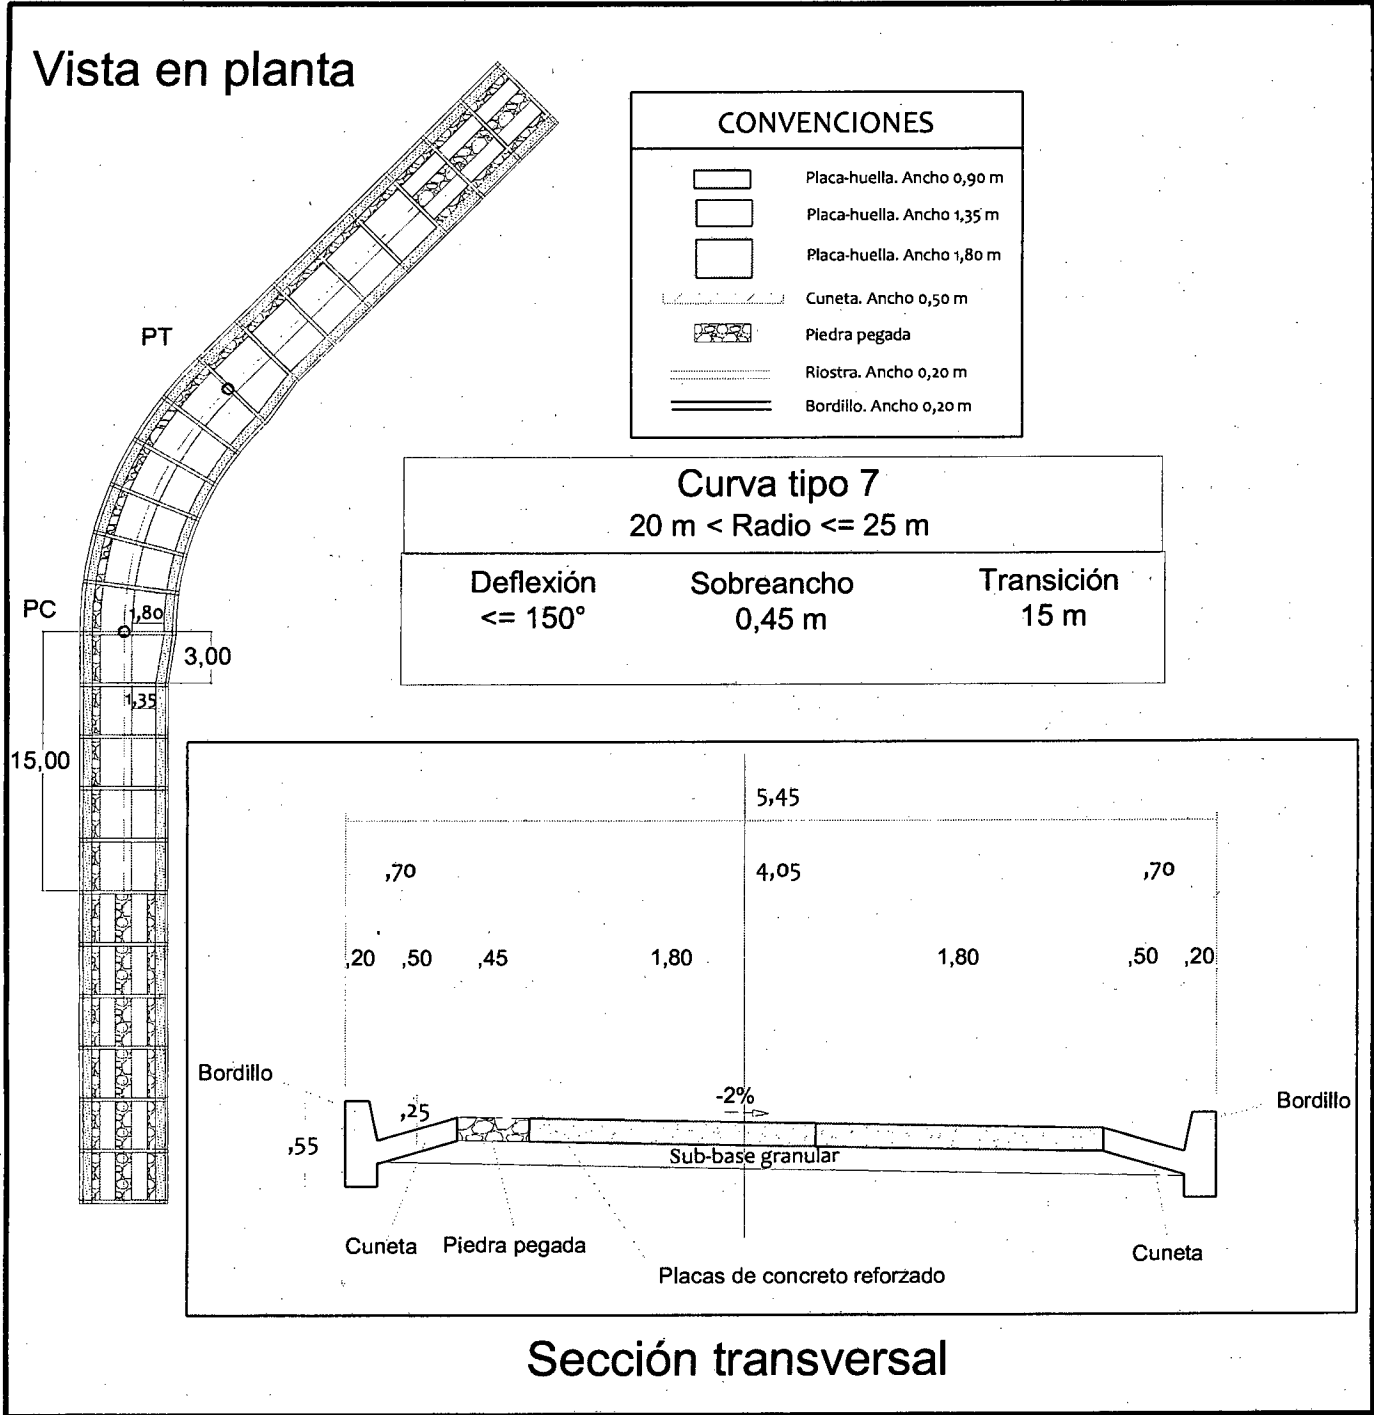 Vista en planta
CONVENCIONES
Placa-huella. Ancho 0,90 m
Placa-huella. Ancho 1,35 m
Placa-huella. Ancho 1,80 m
Cuneta. Ancho 0,50 m
Piedra pegada
Riostra. Ancho 0,20 m
Bordillo. Ancho 0,20 m
PT
PC
1,80
3,00
1,35
15,00
Curva tipo 7
20 m < Radio <= 25 m
Deflexión Sobreancho Transición
<= 150° 0,45 m 15 m
5,45
,70 4,05 ,70
,20 ,50 ,45 1,80 1,80 ,50 ,20
Bordillo
,25
-2%
Bordillo
,55
Sub-base granular
Cuneta Piedra pegada
Cuneta
Placas de concreto reforzado
Sección transversal